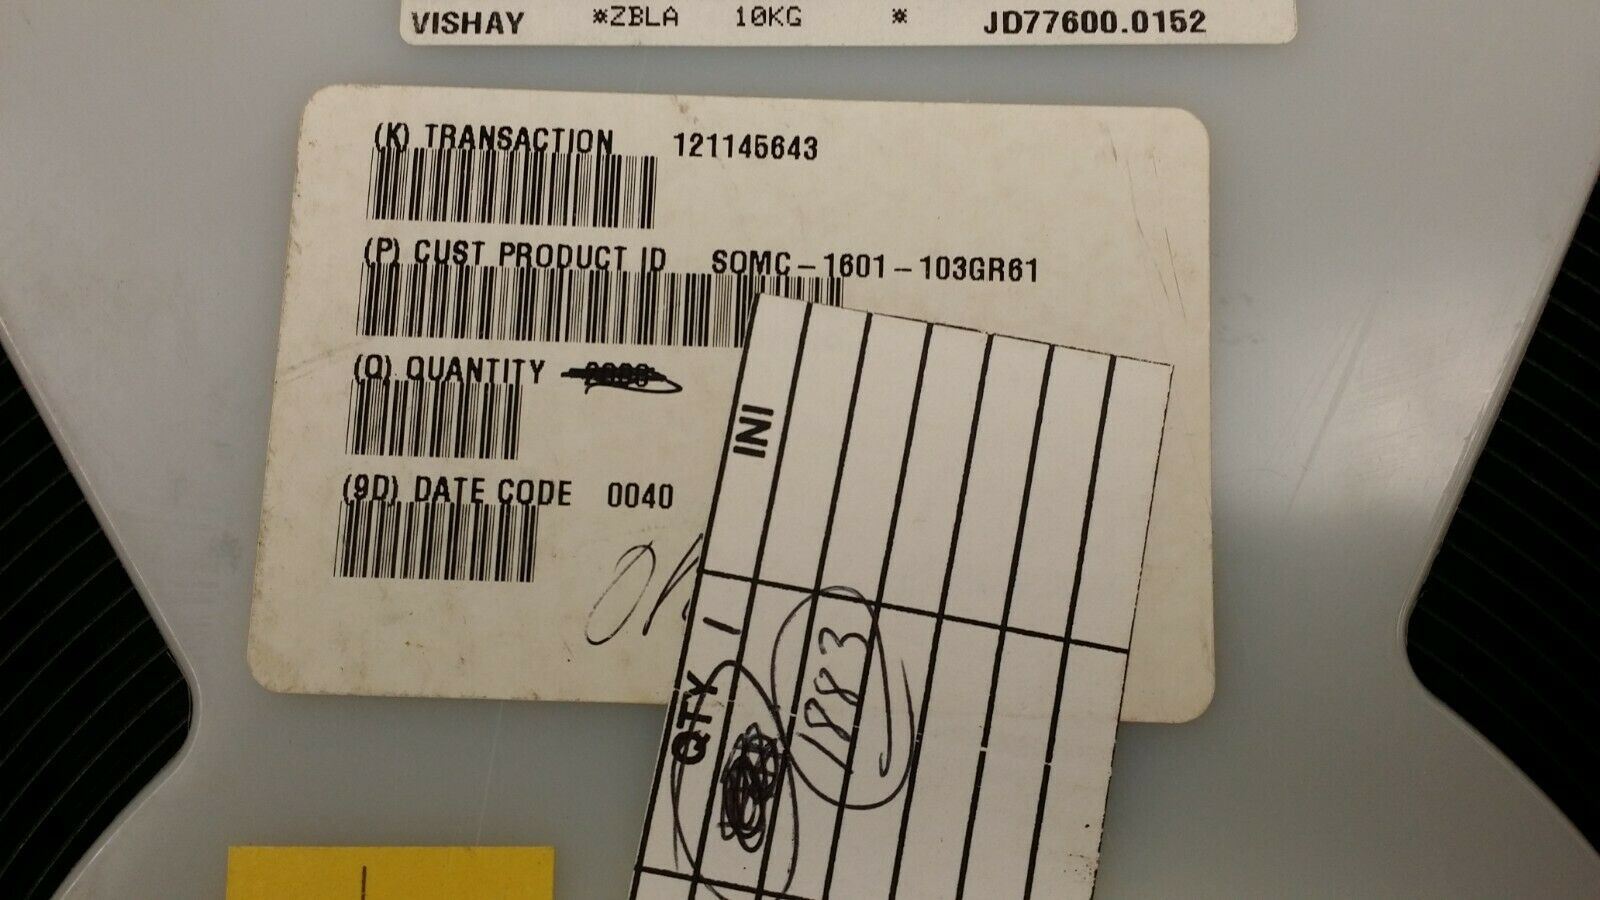 VISHAY *ZBLA 10KG * JD77600.0152
(K) TRANSACTION 121145643
(P) CUST PRODUCT ID SOMC-1601-103GR61
(Q) QUANTITY
(9D) DATE CODE 0040
INI
QTY
1883